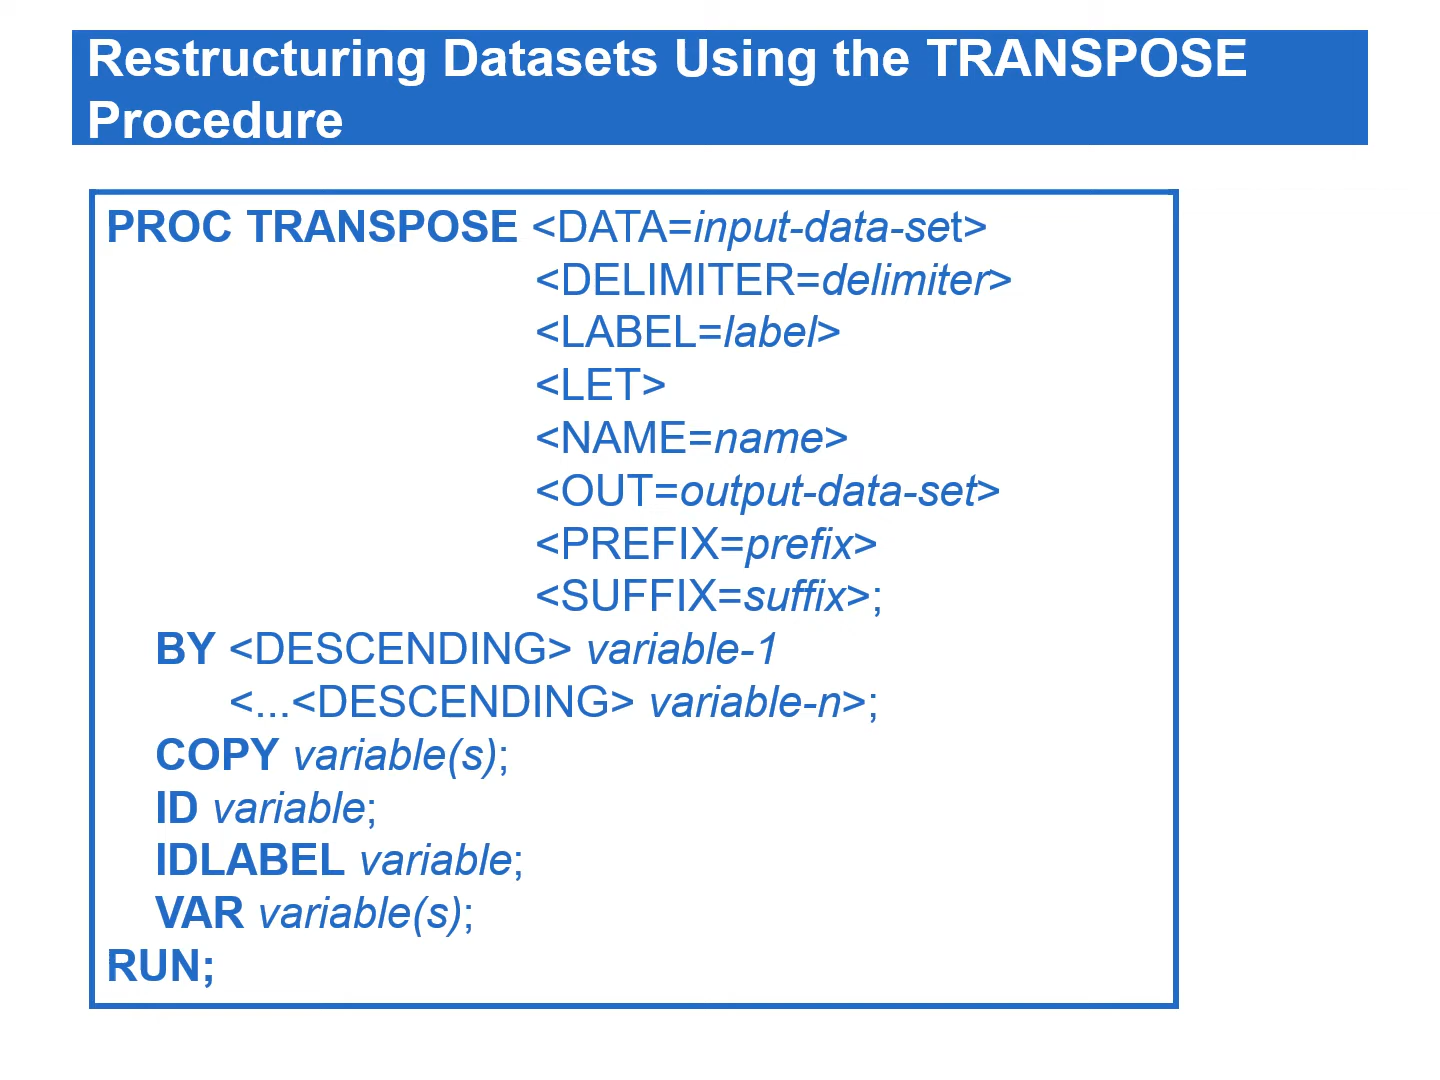 Restructuring Datasets Using the TRANSPOSE
Procedure
PROC TRANSPOSE <DATA=input-data-set>
<DELIMITER=delimiter>
<LABEL=label>
<LET>
<NAME=name>
<OUT=output-data-set>
<PREFIX=prefix>
<SUFFIX=suffix>;
BY <DESCENDING> variable-1
<...<DESCENDING> variable-n>;
COPY variable(s);
ID variable;
IDLABEL variable;
VAR variable(s);
RUN;